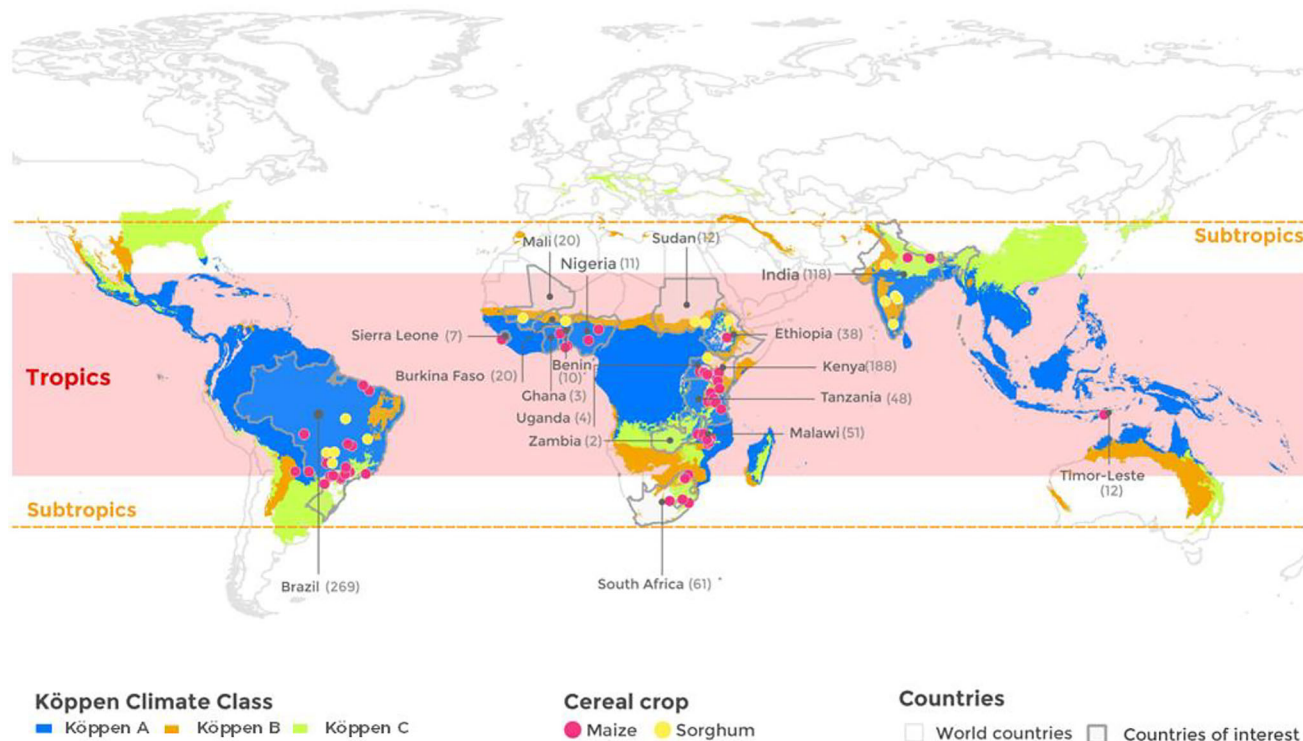 Subtropics
Mali (20)
Sudan (12)
Nigeria (11)
India (118)
Sierra Leone (7)
Ethiopia (38)
Burkina Faso (20)
Benin
(10)
Kenya(188)
Tropics
Ghana (3)
Tanzania (48)
Uganda (4)
Zambia (2)
Malawi (51)
Timor-Leste
(12)
Subtropics
Brazil (269)
South Africa (61)
Köppen Climate Class
Köppen A
Köppen B
Köppen C
Cereal crop
Maize
Sorghum
Countries
World countries
Countries of interest